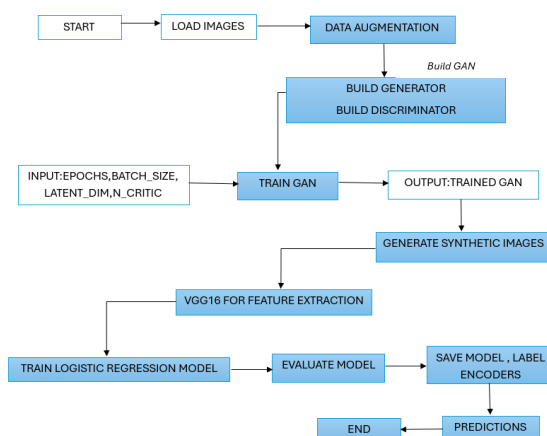 START
LOAD IMAGES
DATA AUGMENTATION
Build GAN
BUILD GENERATOR
BUILD DISCRIMINATOR
INPUT:EPOCHS,BATCH_SIZE,
LATENT_DIM,N_CRITIC
TRAIN GAN
OUTPUT:TRAINED GAN
GENERATE SYNTHETIC IMAGES
VGG16 FOR FEATURE EXTRACTION
TRAIN LOGISTIC REGRESSION MODEL
EVALUATE MODEL
SAVE MODEL , LABEL
ENCODERS
PREDICTIONS
END